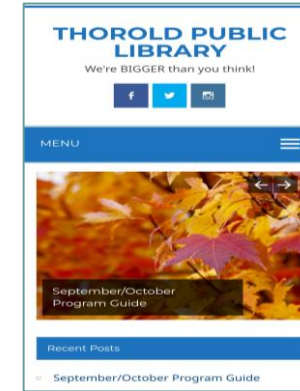 THOROLD PUBLIC
LIBRARY
We're BIGGER than you think!
MENU
September/October
Program Guide
Recent Posts
September/October Program Guide